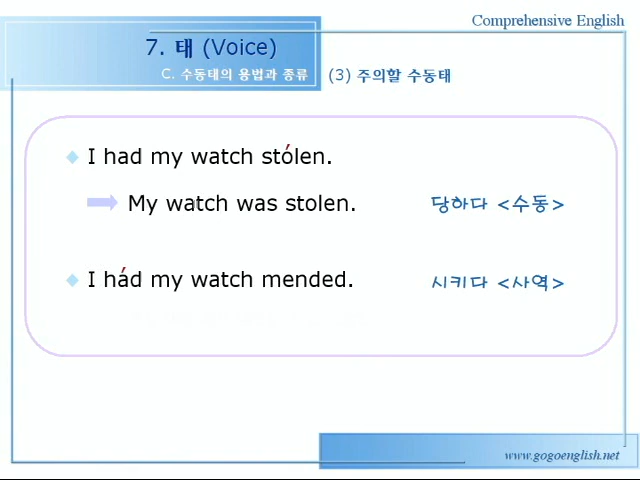 Comprehensive English
7. 태 (Voice)
C. 수동태의 용법과 종류
(3) 주의할 수동태
I had my watch stólen.
My watch was stolen.
당하다 <수동>
I hád my watch mended.
시키다 <사역>
www.gogoenglish.net